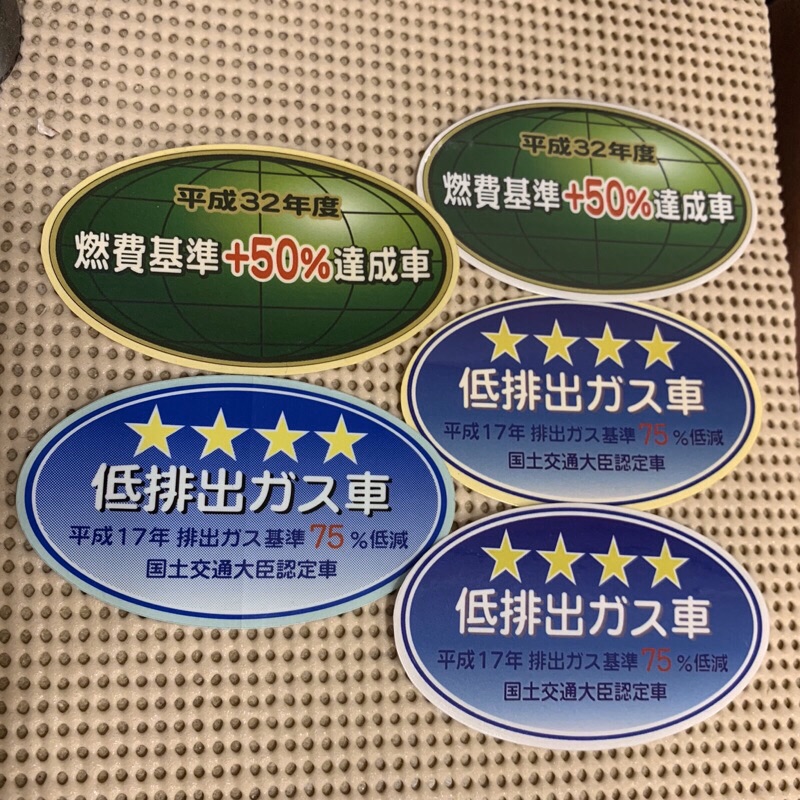 平成32年度
燃費基準+50%達成車
平成32年度
燃費基準+50%達成車
低排出ガス車
平成17年 排出ガス基準75%低減
国土交通大臣認定車
低排出ガス車
平成17年 排出ガス基準75%低減
国土交通大臣認定車
低排出ガス車
平成17年 排出ガス基準75%低減
国土交通大臣認定車